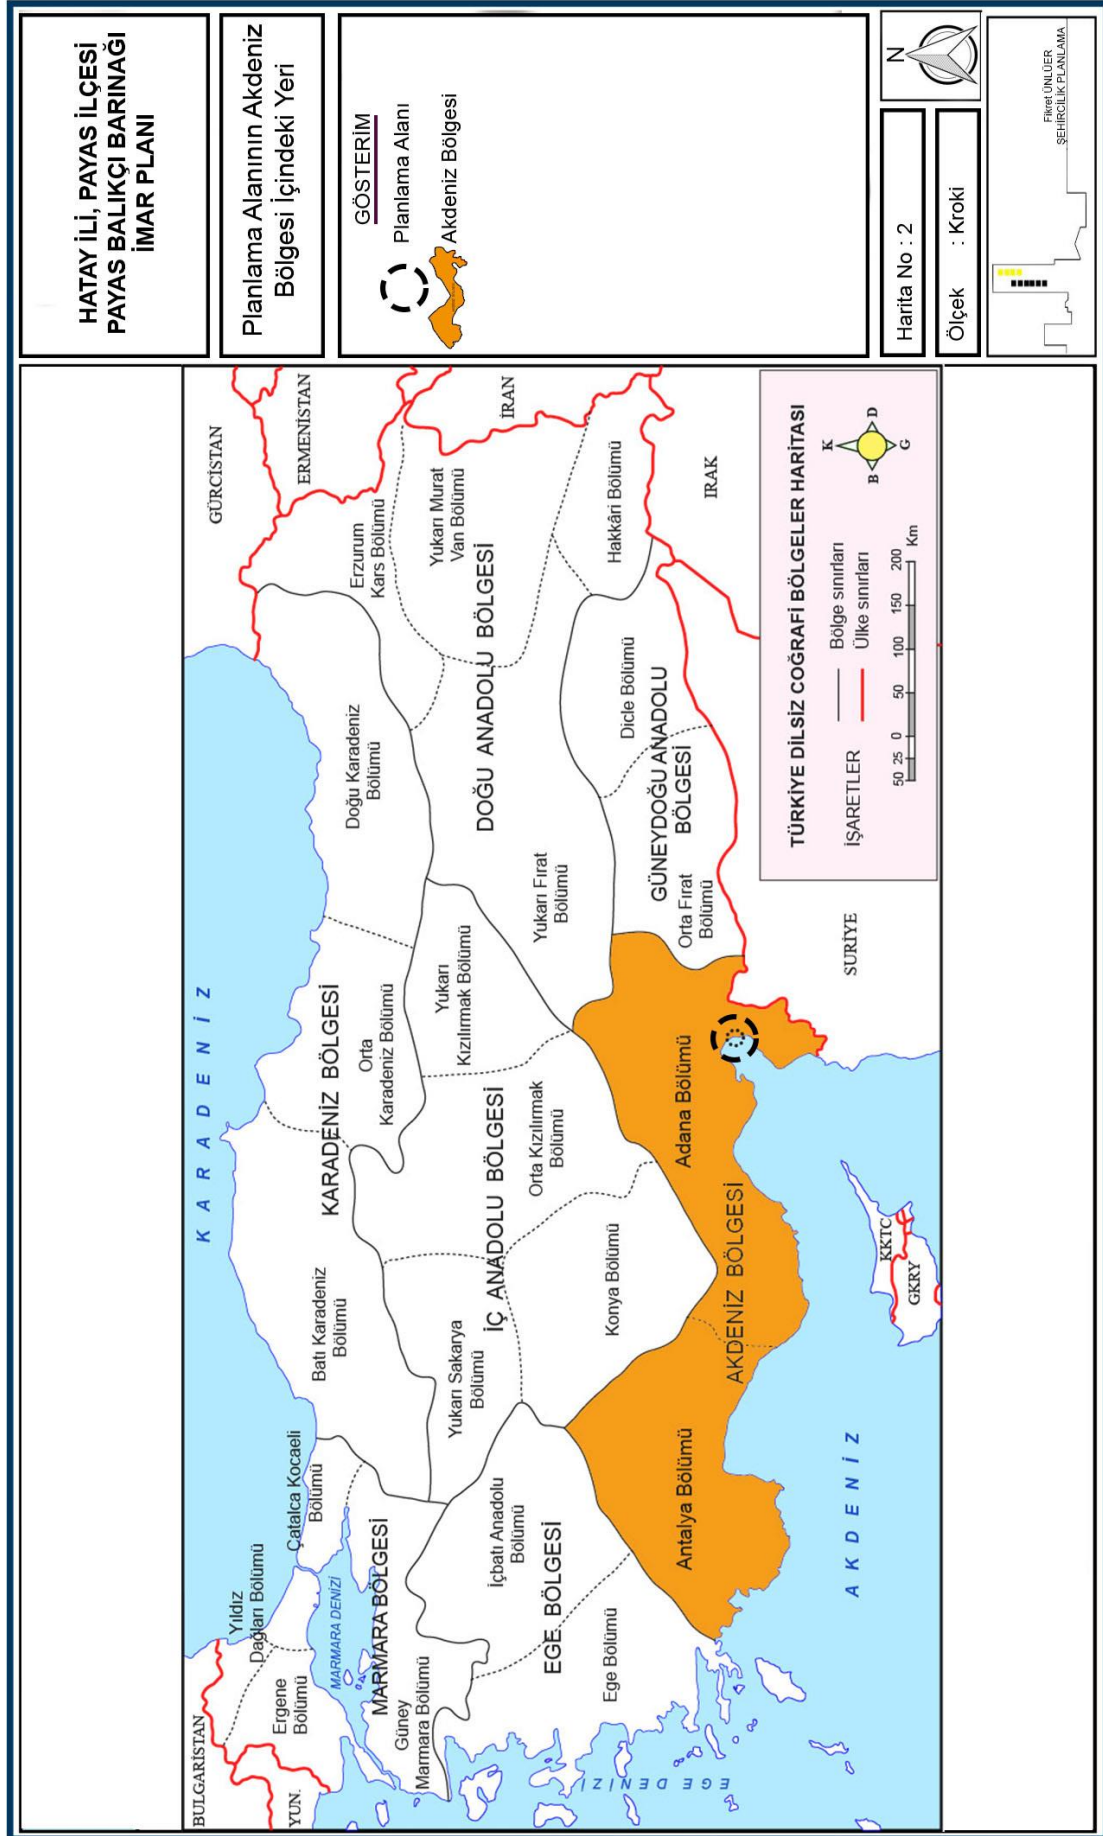 HATAY İLİ, PAYAS İLÇESİ
PAYAS BALIKÇI BARINAĞI
İMAR PLANI
Planlama Alanının Akdeniz
Bölgesi İçindeki Yeri
GÖSTERİM
Planlama Alanı
Akdeniz Bölgesi
Harita No : 2
Ölçek : Kroki
N
Fikret ÜNLÜER
ŞEHİRCİLİK PLANLAMA
BULGARİSTAN
YUN.
GÜRCİSTAN
ERMENİSTAN
İRAN
IRAK
SURİYE
KKTC
GKRY
KARADENİZ
MARMARA DENİZİ
EGE DENİZİ
AKDENİZ
Yıldız
Dağları Bölümü
Ergene
Bölümü
Çatalca Kocaeli
Bölümü
MARMARA BÖLGESİ
Güney
Marmara Bölümü
KARADENİZ BÖLGESİ
Batı Karadeniz
Bölümü
Orta
Karadeniz Bölümü
Doğu Karadeniz
Bölümü
EGE BÖLGESİ
İçbatı Anadolu
Bölümü
Ege Bölümü
İÇ ANADOLU BÖLGESİ
Yukarı Sakarya
Bölümü
Konya Bölümü
Orta Kızılırmak
Bölümü
Yukarı
Kızılırmak Bölümü
DOĞU ANADOLU BÖLGESİ
Erzurum
Kars Bölümü
Yukarı Murat
Van Bölümü
Yukarı Fırat
Bölümü
Hakkâri Bölümü
GÜNEYDOĞU ANADOLU
BÖLGESİ
Dicle Bölümü
Orta Fırat
Bölümü
AKDENİZ BÖLGESİ
Antalya Bölümü
Adana Bölümü
TÜRKİYE DİLSİZ COĞRAFİ BÖLGELER HARİTASI
İŞARETLER
Bölge sınırları
Ülke sınırları
50 25 0 50 100 150 200
Km
K
B
D
G